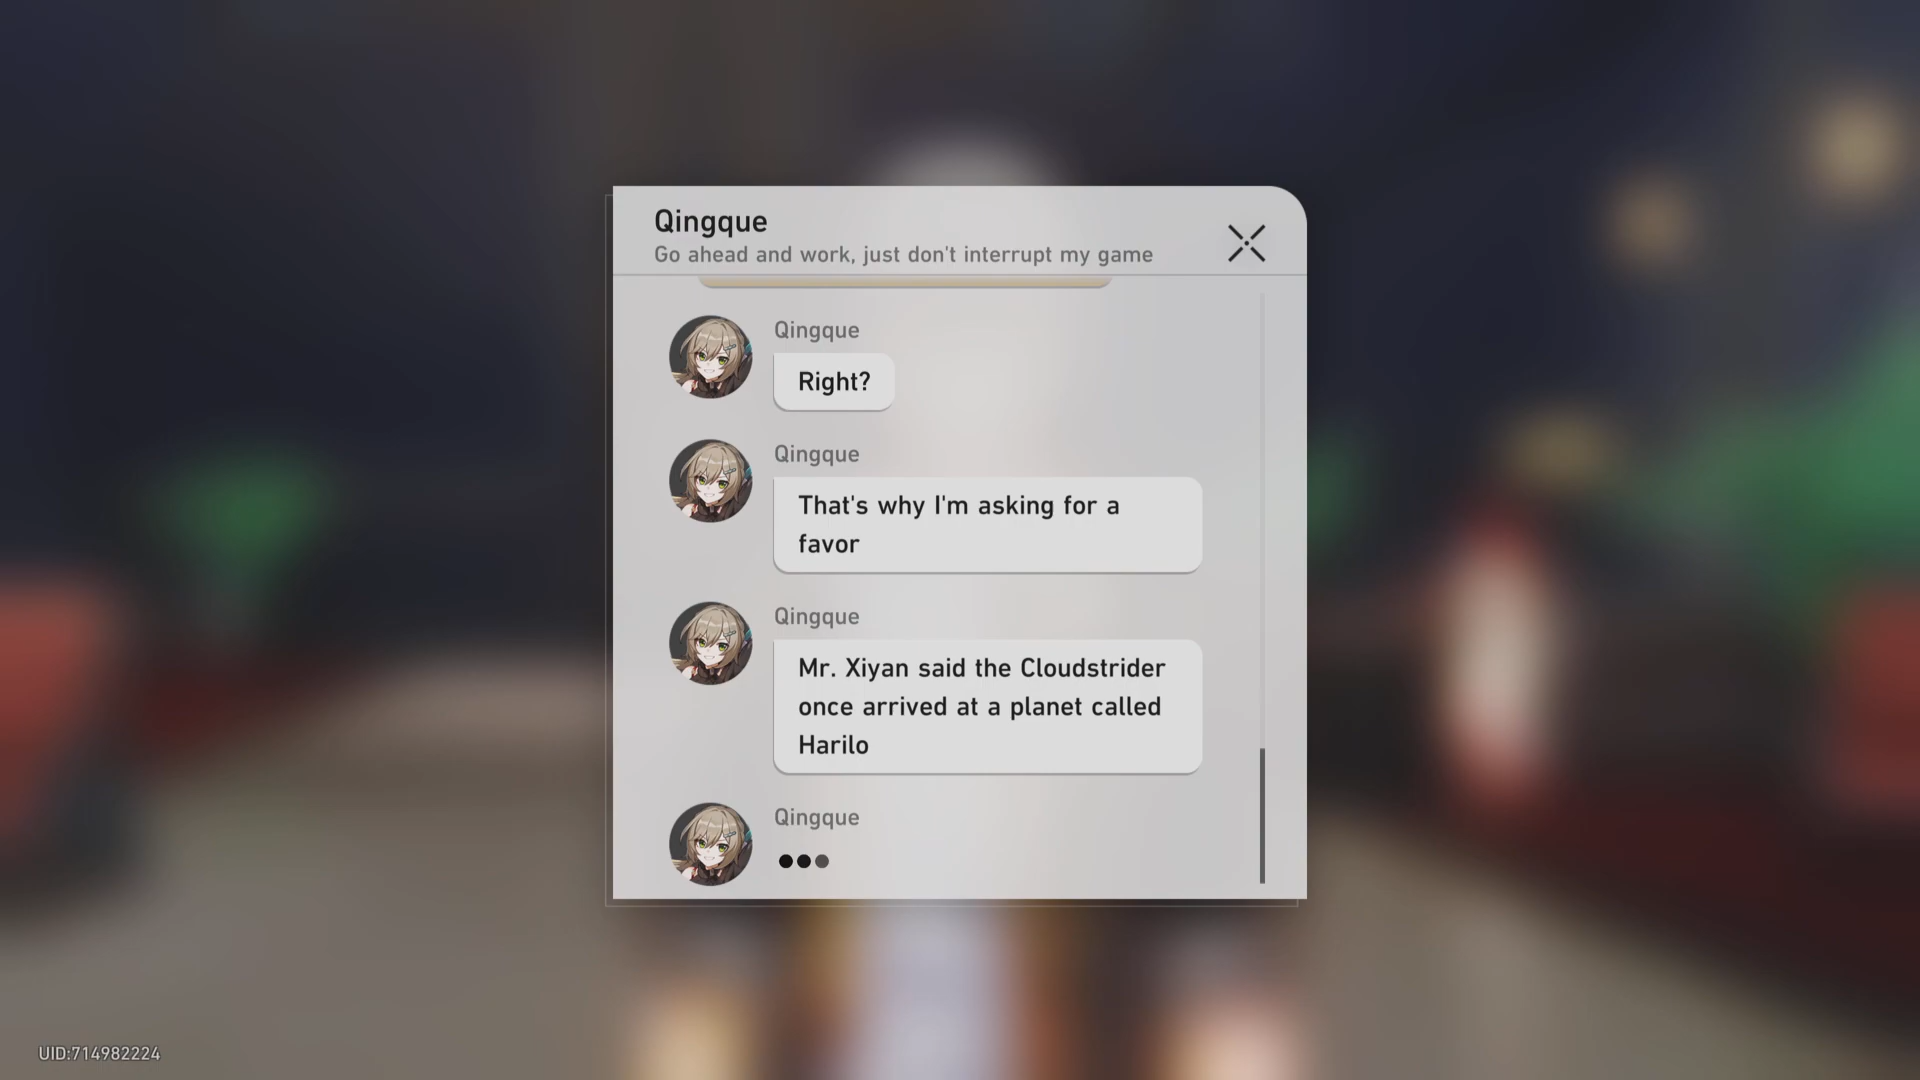 Qingque
Go ahead and work, just don't interrupt my game
Qingque
Right?
Qingque
That's why I'm asking for a
favor
Qingque
Mr. Xiyan said the Cloudstrider
once arrived at a planet called
Harilo
Qingque
UID:714982224